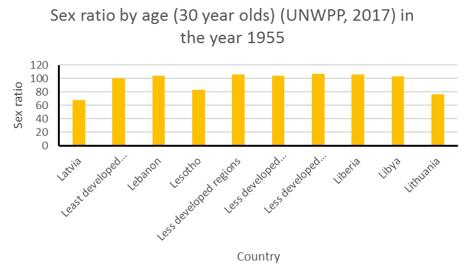 Sex ratio by age (30 year olds) (UNWPP, 2017) in
the year 1955
120
100
80
60
40
20
0
Sex ratio
Latvia
Least developed...
Lebanon
Lesotho
Less developed regions
Less developed...
Less developed...
Liberia
Libya
Lithuania
Country